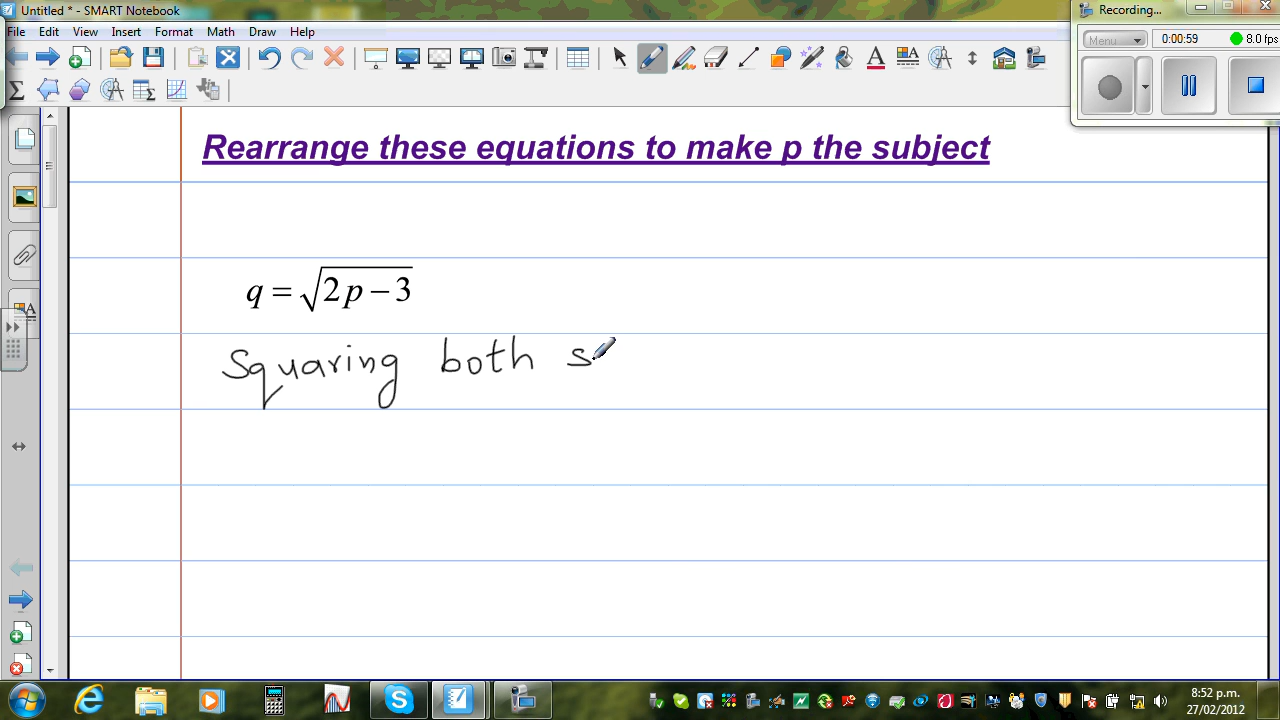 Untitled * - SMART Notebook
Recording...
File Edit View Insert Format Math Draw Help
Menu 0:00:59 8.0 fps
Rearrange these equations to make p the subject
q = √2p − 3
Squaring both s
8:52 p.m.
27/02/2012